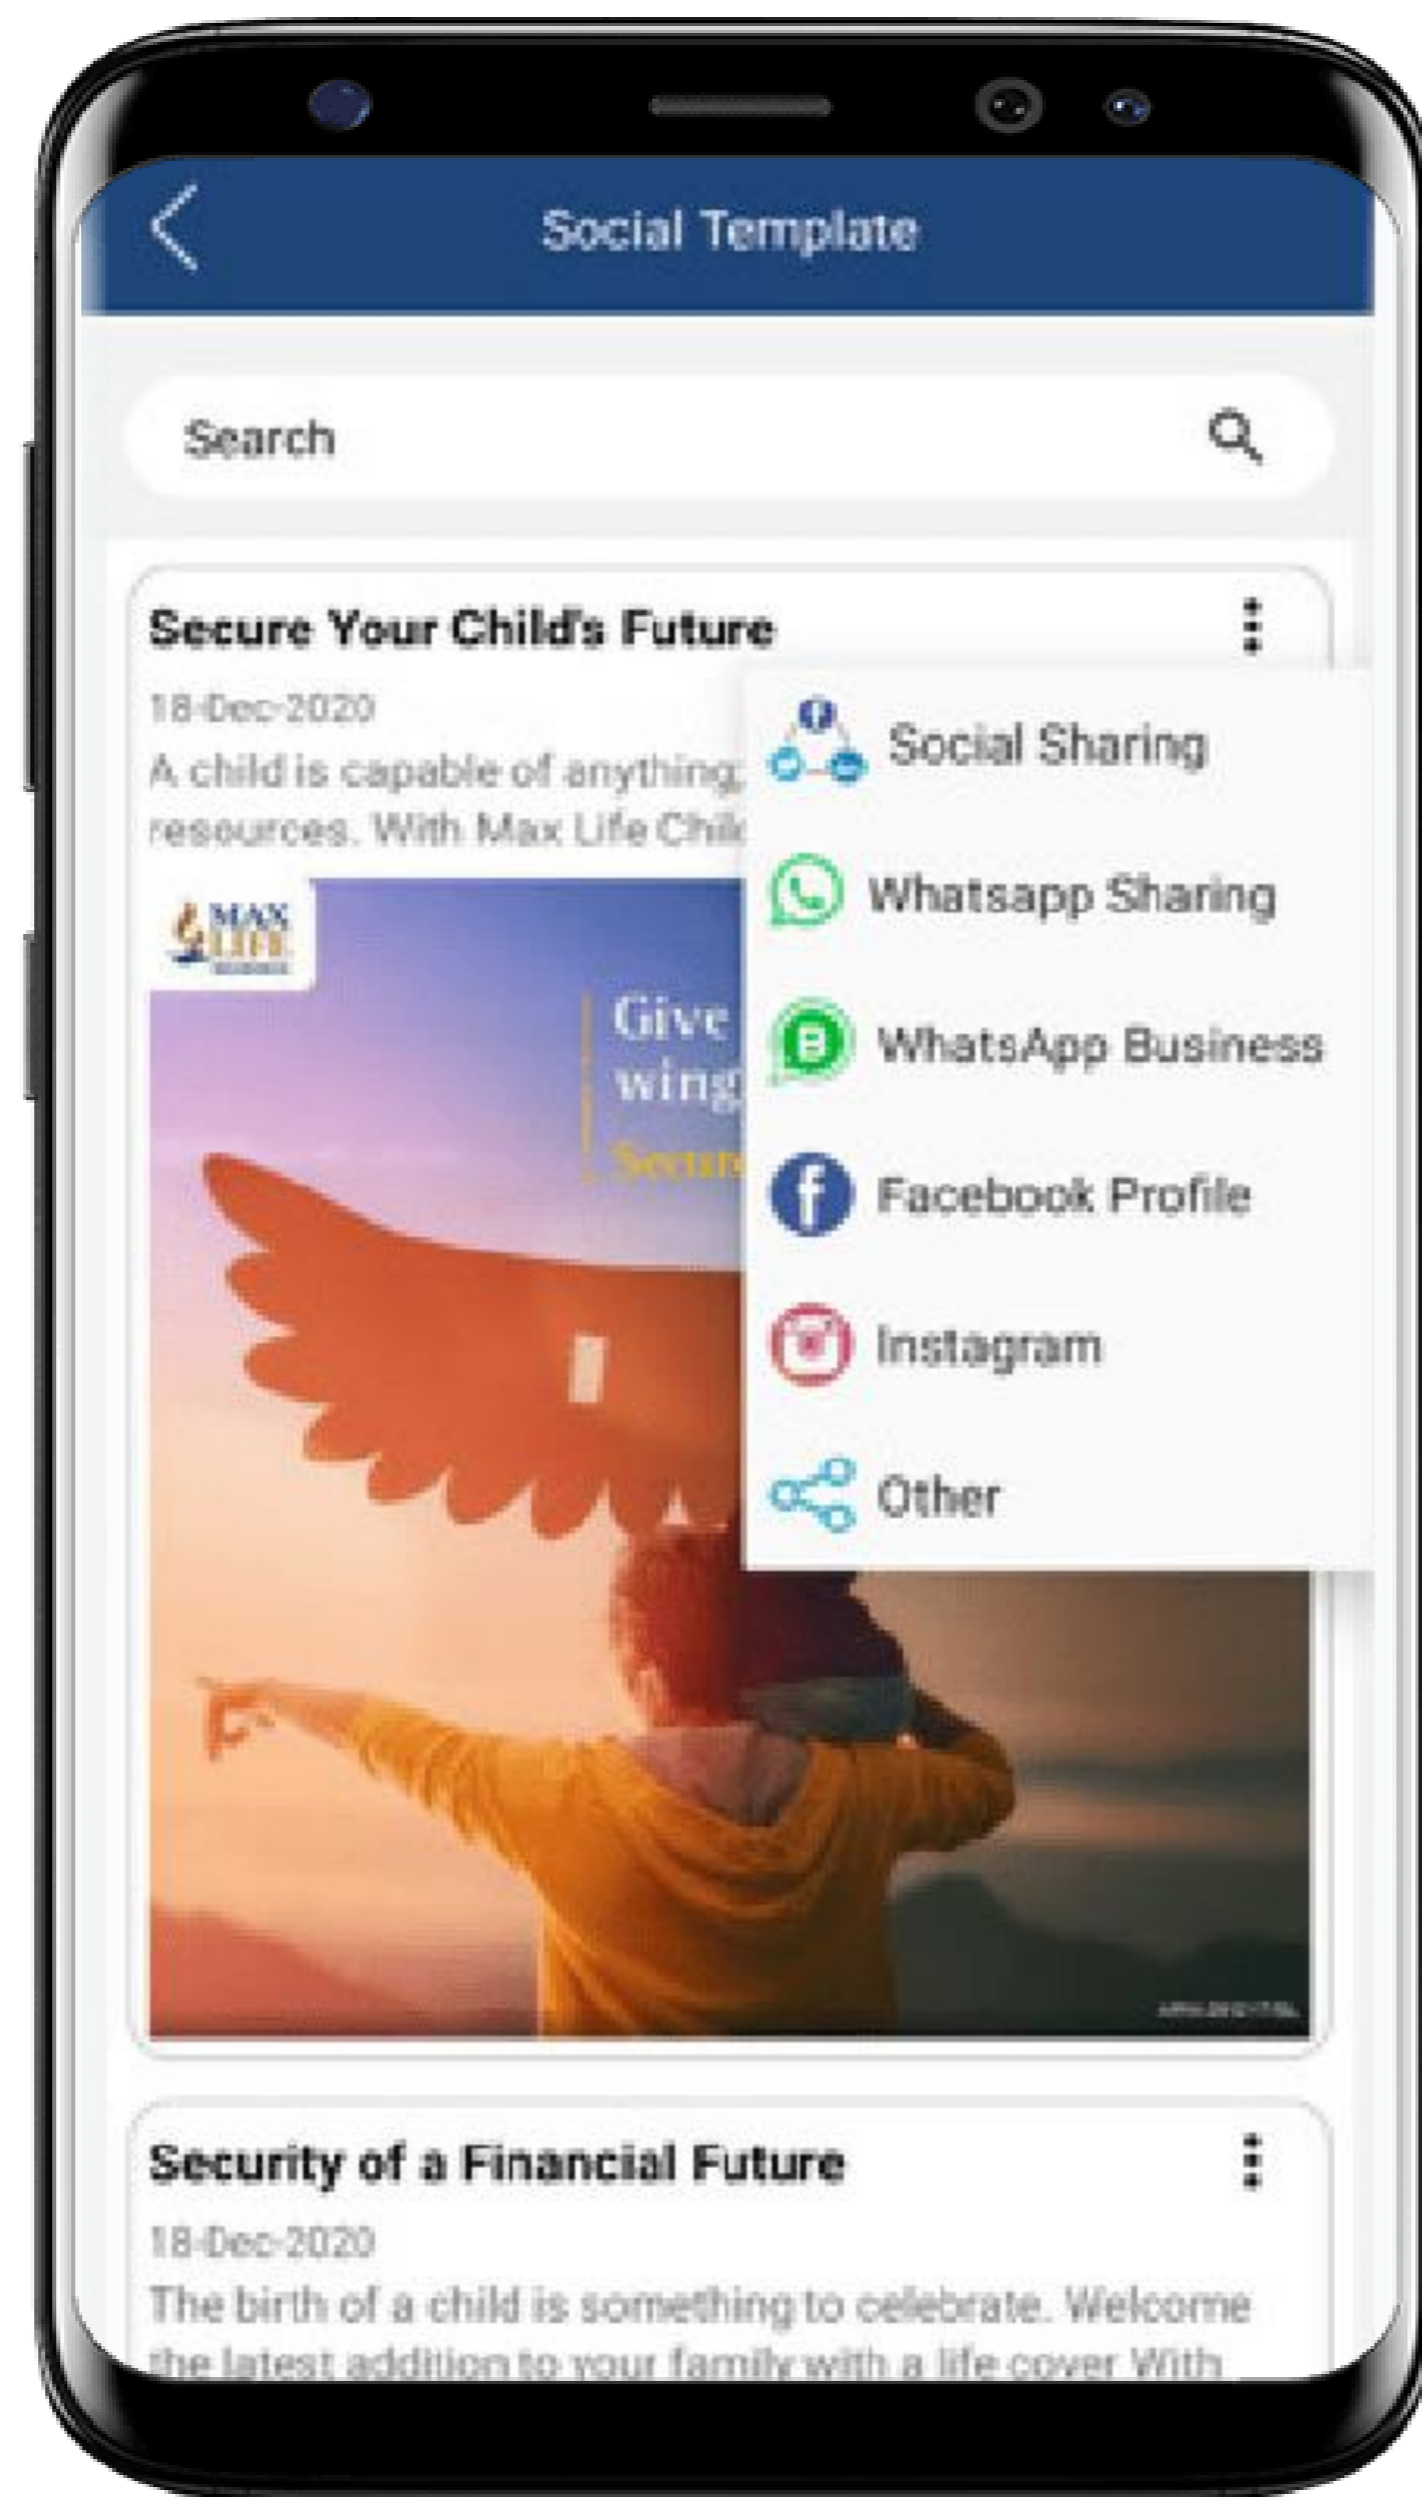 Social Template
Search
Secure Your Child's Future
18-Dec-2020
A child is capable of anything,
resources. With Max Life Chil
Social Sharing
Whatsapp Sharing
WhatsApp Business
Facebook Profile
Instagram
Other
MAX
LIFE
Give
wing
Secur
Security of a Financial Future
18-Dec-2020
The birth of a child is something to celebrate. Welcome
the latest addition to your family with a life cover With